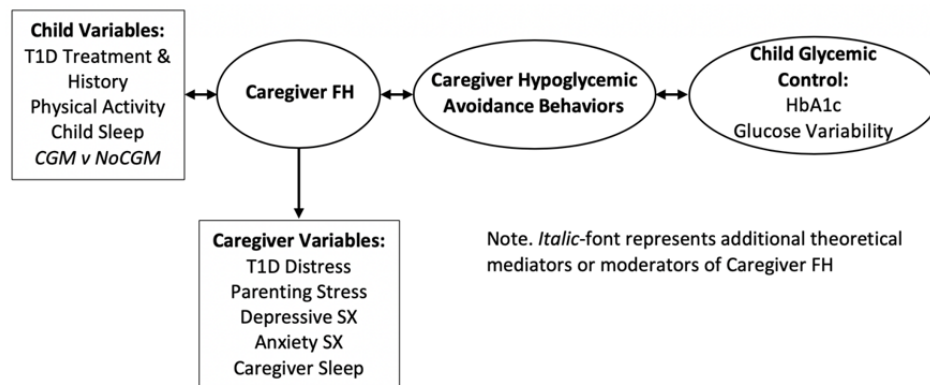 Child Variables:
T1D Treatment &
History
Physical Activity
Child Sleep
CGM v NoCGM
Caregiver FH
Caregiver Hypoglycemic
Avoidance Behaviors
Child Glycemic
Control:
HbA1c
Glucose Variability
Caregiver Variables:
T1D Distress
Parenting Stress
Depressive SX
Anxiety SX
Caregiver Sleep
Note. Italic-font represents additional theoretical
mediators or moderators of Caregiver FH